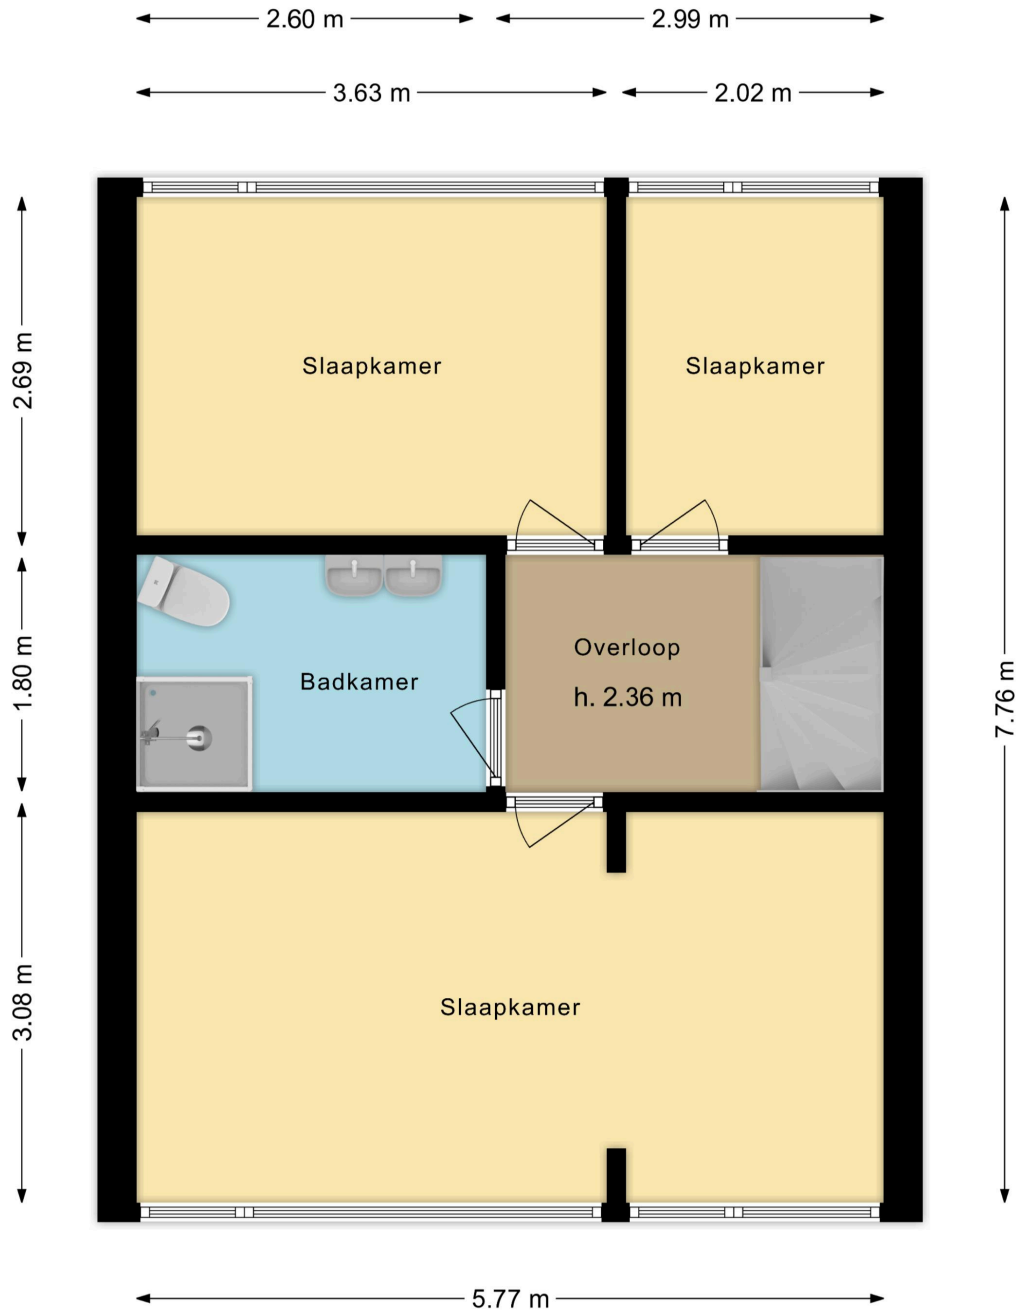 2.60 m
2.99 m
3.63 m
2.02 m
2.69 m
Slaapkamer
Slaapkamer
1.80 m
Badkamer
Overloop
h. 2.36 m
7.76 m
3.08 m
Slaapkamer
5.77 m